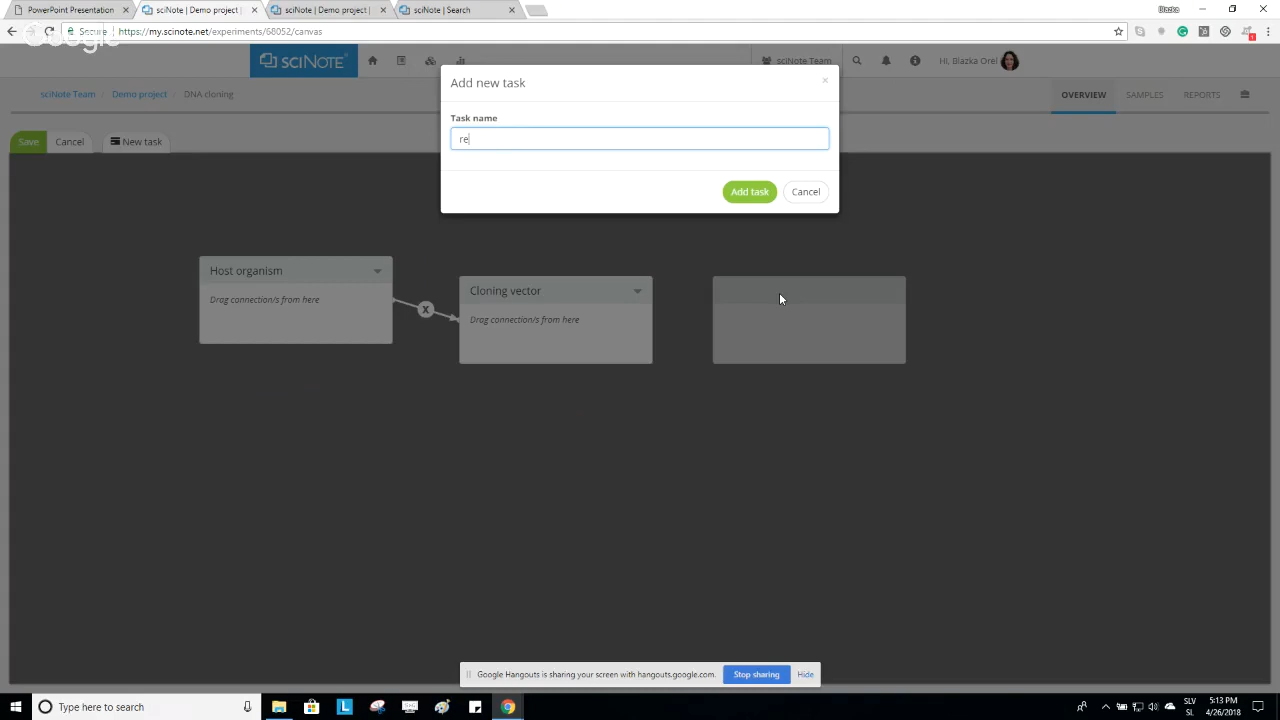 PowerPoint Presentation
sciNote | Demo project |
sciNote | Demo project |
sciNote | Search
Blazka
Secure
https://my.scinote.net/experiments/68052/canvas
Google
sciNOTE
sciNote Team
Hi, Blazka Orel
sciNote Team
Demo project
DNA cloning
OVERVIEW
SAMPLES
REPORTS
Save
Cancel
New task
Add new task
×
Task name
re
Add task
Cancel
Host organism
Drag connection/s from here
X
Cloning vector
Drag connection/s from here
Google Hangouts is sharing your screen with hangouts.google.com.
Stop sharing
Hide
Type here to search
SLV
SL
5:13 PM
4/26/2018